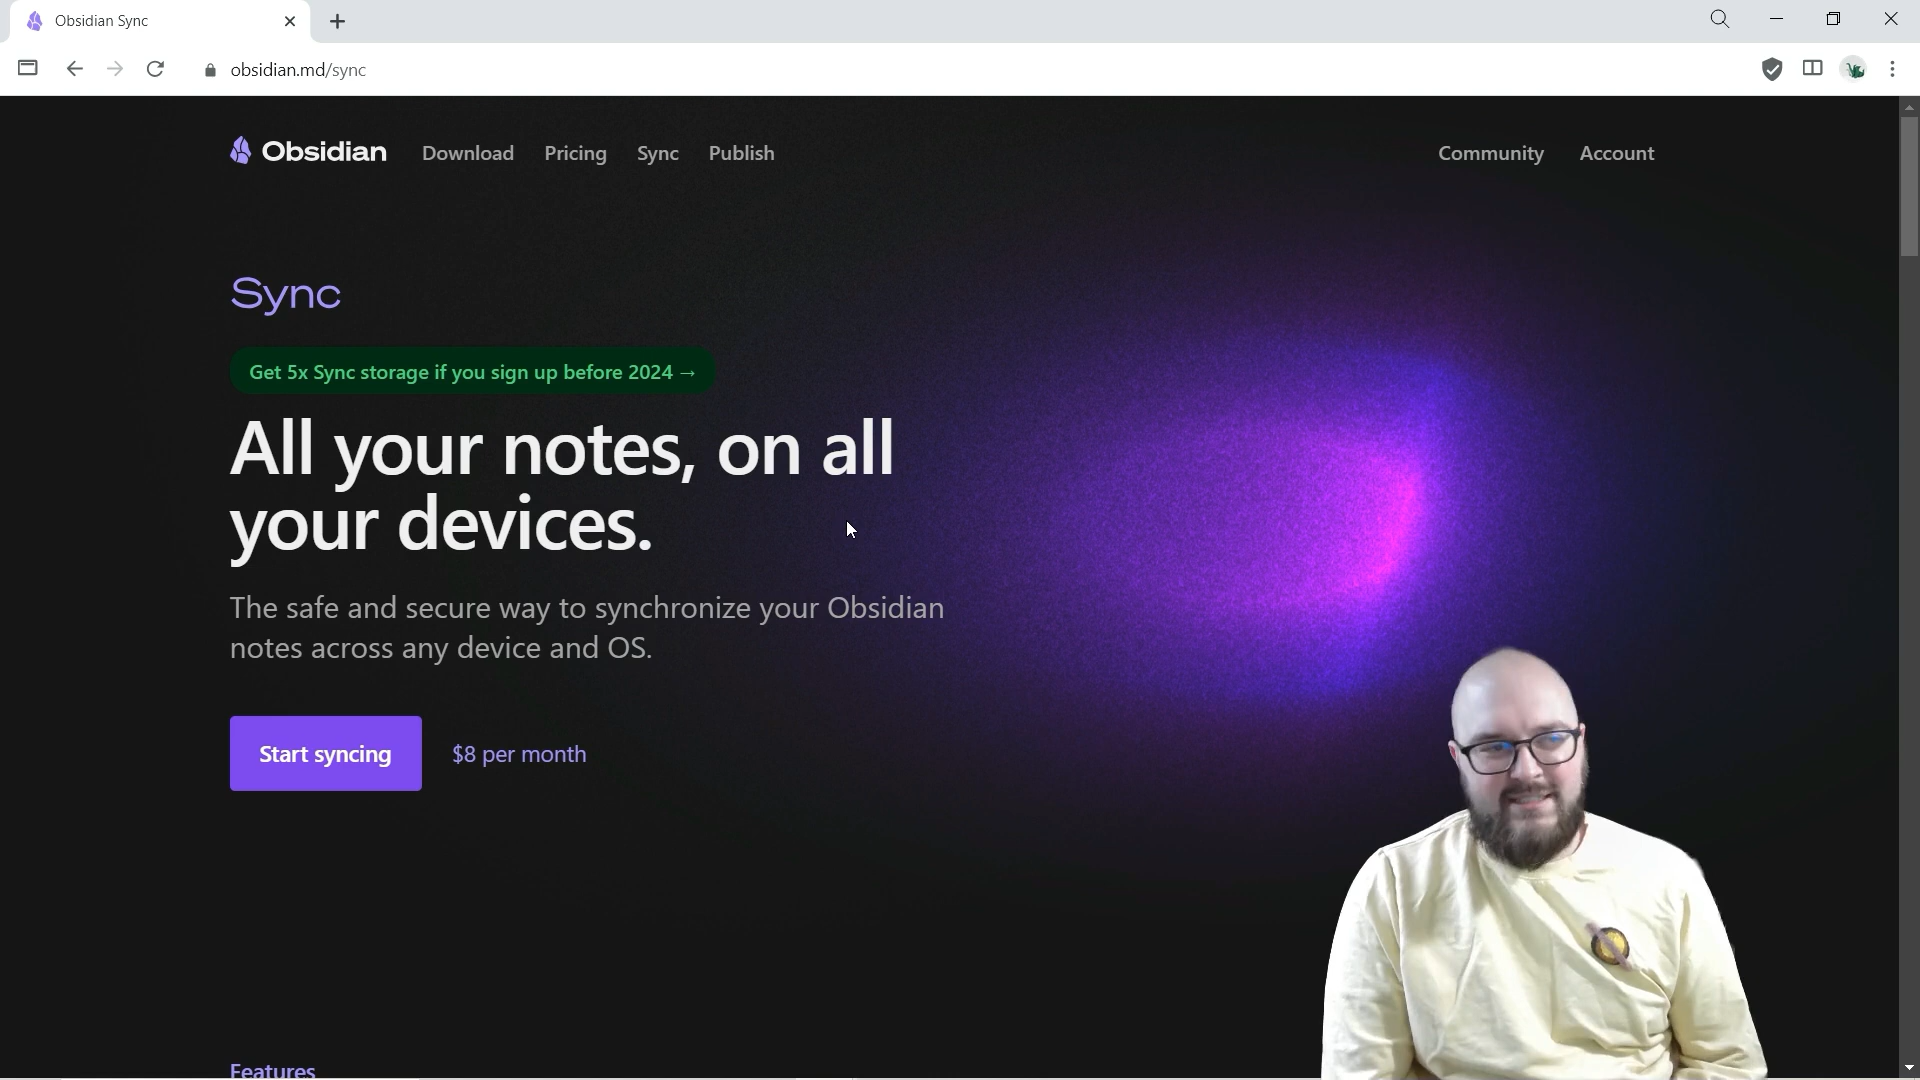 Obsidian Sync
obsidian.md/sync
Obsidian Download Pricing Sync Publish Community Account
Sync
Get 5x Sync storage if you sign up before 2024 →
All your notes, on all
your devices.
The safe and secure way to synchronize your Obsidian
notes across any device and OS.
Start syncing $8 per month
Features